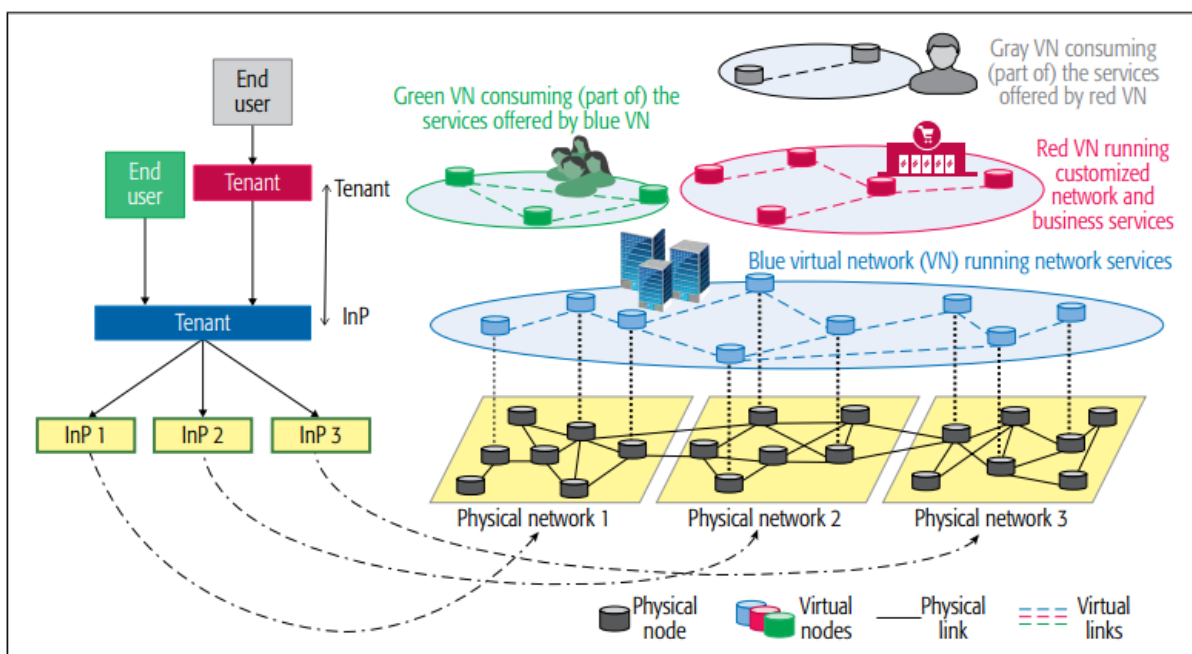 End
user
End
user
Tenant
Tenant
InP
Tenant
InP 1
InP 2
InP 3
Green VN consuming (part of) the
services offered by blue VN
Gray VN consuming
(part of) the services
offered by red VN
Red VN running
customized
network and
business services
Blue virtual network (VN) running network services
Physical network 1
Physical network 2
Physical network 3
Physical
node
Virtual
nodes
Physical
link
Virtual
links